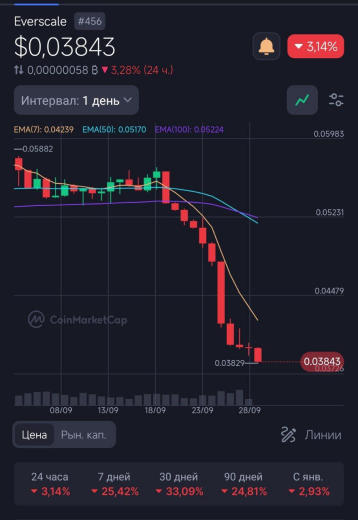 Everscale #456
$0,03843
3,14%
0,00000058 ₿ ▼ 3,28% (24 ч.)
Интервал: 1 день
EMA(7): 0.04239 EMA(50): 0.05170 EMA(100): 0.05224
0.05983
0.05882
0.05231
0.04479
CoinMarketCap
0.03829
0.03843
0.03726
08/09 13/09 18/09 23/09 28/09
Цена Рын. кап. Линии
24 часа 7 дней 30 дней 90 дней С янв.
▼ 3,14% ▼ 25,42% ▼ 33,09% ▼ 24,81% ▼ 2,93%